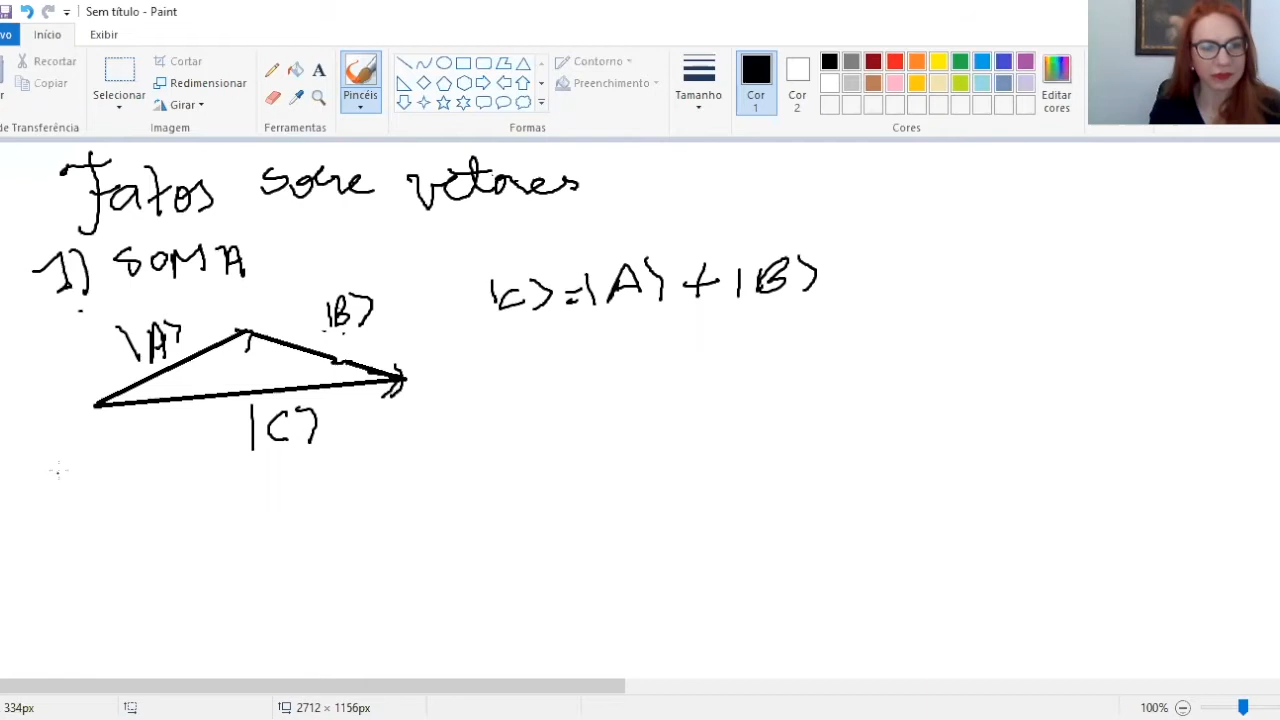 Sem título - Paint
vo Início Exibir
Recortar Cortar Contorno
Copiar Redimensionar Preenchimento
Selecionar Girar Pincéis Tamanho Cor 1 Cor 2 Editar cores
de Transferência Imagem Ferramentas Formas Cores
fatos sobre vetores
1) SOMA
|C⟩ = |A⟩ + |B⟩
|A⟩ |B⟩
|C⟩
334px 2712 × 1156px 100%